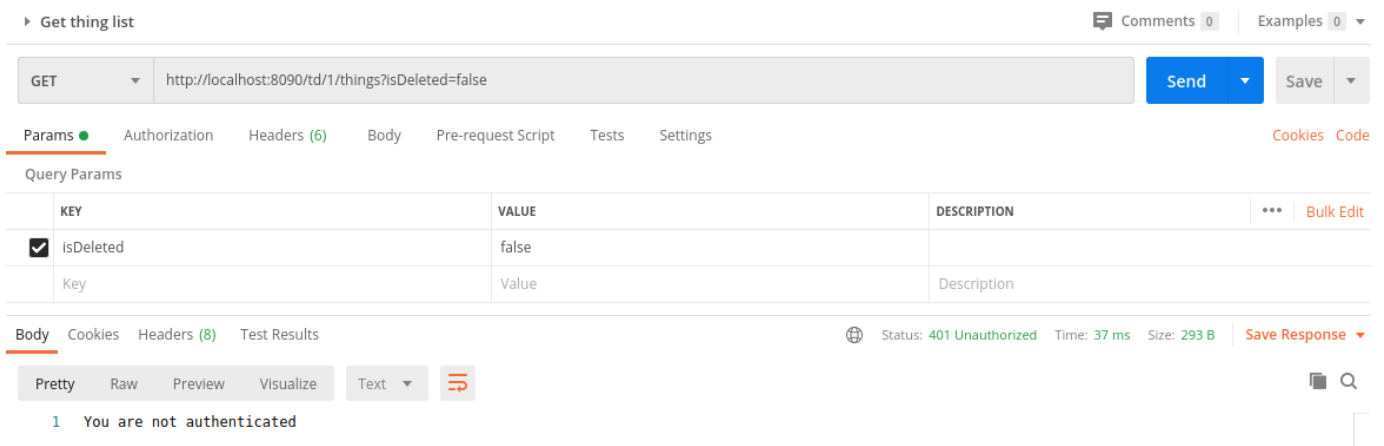 Get thing list Comments 0 Examples 0
GET http://localhost:8090/td/1/things?isDeleted=false Send Save
Params Authorization Headers (6) Body Pre-request Script Tests Settings Cookies Code
Query Params
KEY VALUE DESCRIPTION ••• Bulk Edit
isDeleted false
Key Value Description
Body Cookies Headers (8) Test Results Status: 401 Unauthorized Time: 37 ms Size: 293 B Save Response
Pretty Raw Preview Visualize Text
1 You are not authenticated